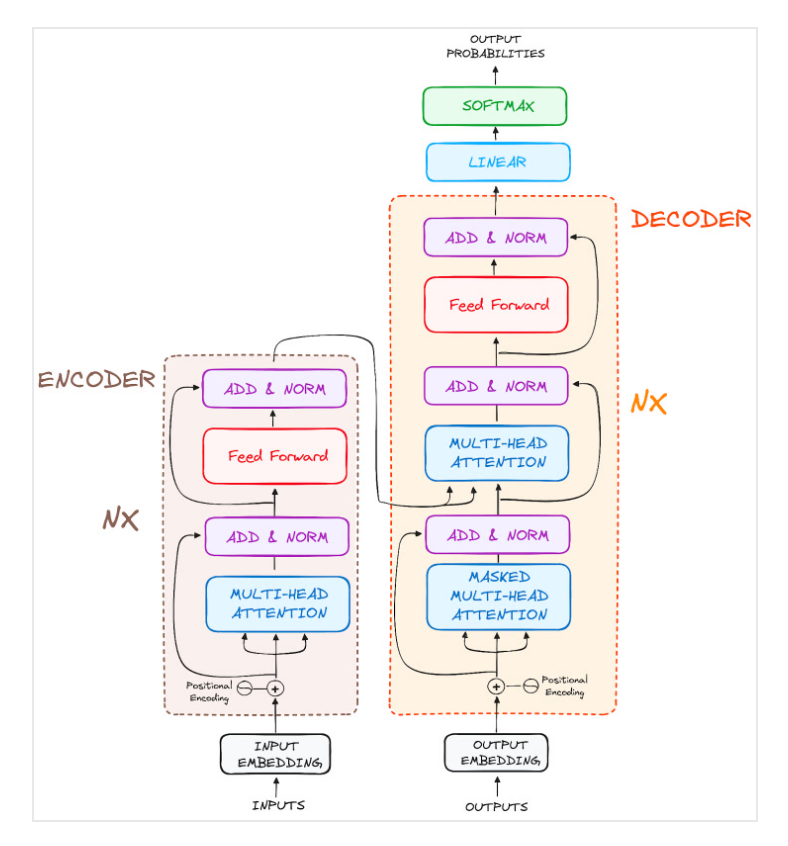 OUTPUT
PROBABILITIES
SOFTMAX
LINEAR
DECODER
ADD & NORM
Feed Forward
ADD & NORM
NX
MULTI-HEAD
ATTENTION
ADD & NORM
MASKED
MULTI-HEAD
ATTENTION
Positional
Encoding
OUTPUT
EMBEDDING
OUTPUTS
ENCODER
ADD & NORM
Feed Forward
NX
ADD & NORM
MULTI-HEAD
ATTENTION
Positional
Encoding
INPUT
EMBEDDING
INPUTS